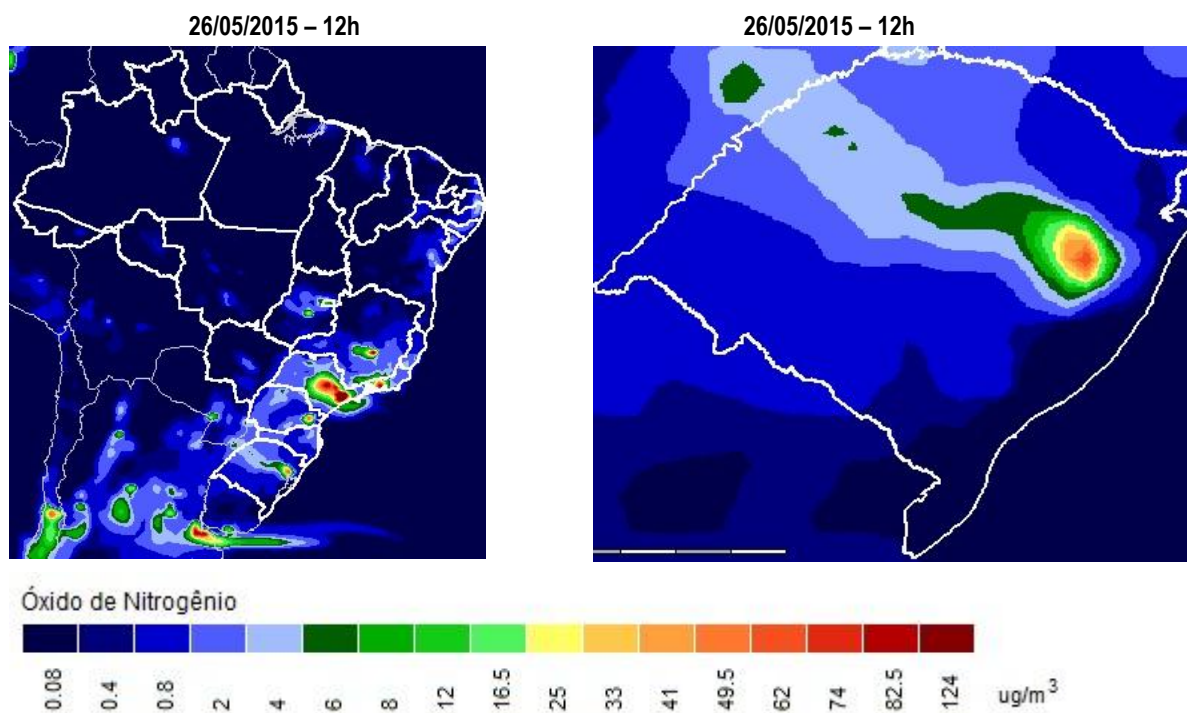 26/05/2015 – 12h
26/05/2015 – 12h
Óxido de Nitrogênio
0.08 0.4 0.8 2 4 6 8 12 16.5 25 33 41 49.5 62 74 82.5 124 ug/m³